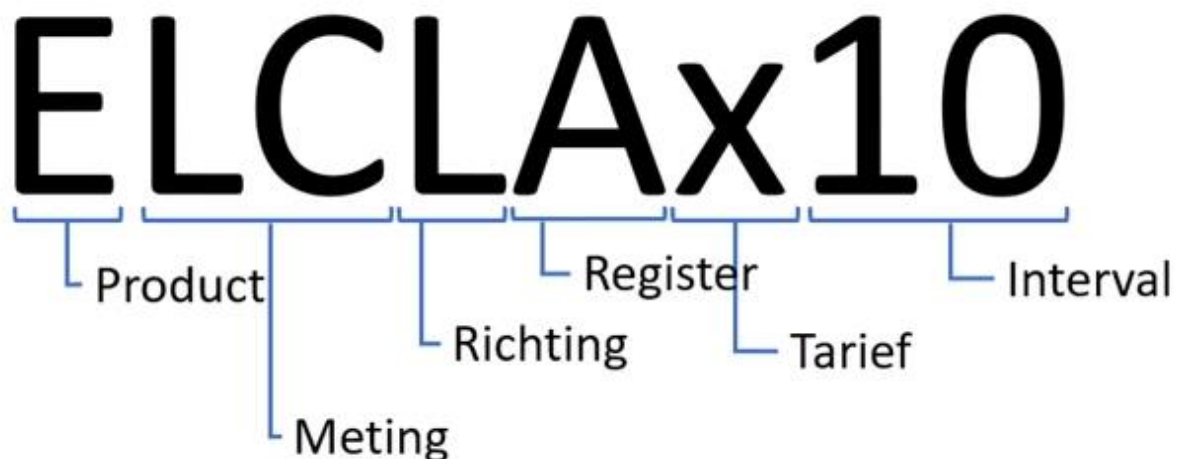 ELCLAx10
Product
Register
Interval
Richting
Tarief
Meting